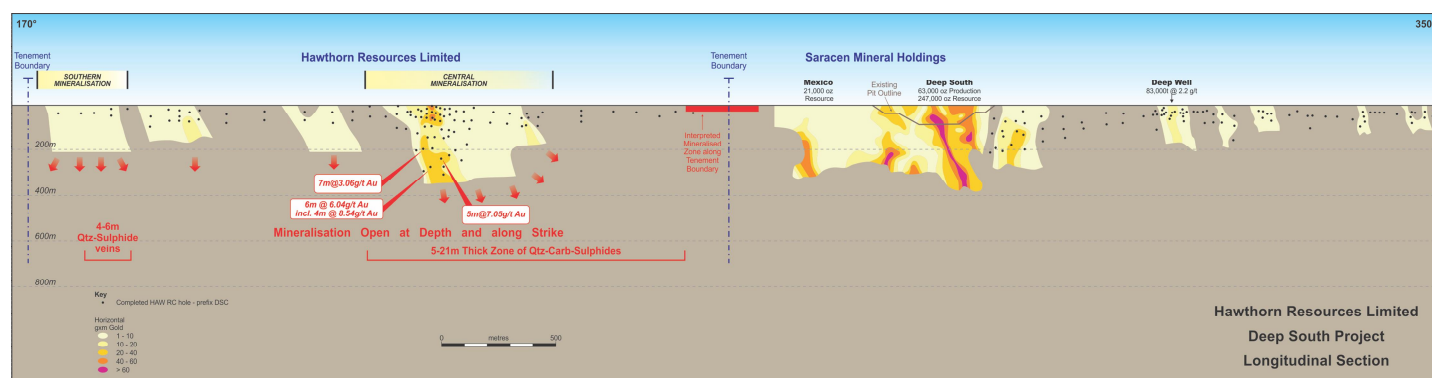 170°
350
Tenement
Boundary
Hawthorn Resources Limited
Tenement
Boundary
Saracen Mineral Holdings
SOUTHERN
MINERALISATION
CENTRAL
MINERALISATION
Mexico
21,000 oz
Resource
Existing
Pit Outline
Deep South
63,000 oz Production
247,000 oz Resource
Deep Well
83,000t @ 2.2 g/t
Interpreted
Mineralised
Zone along
Tenement
Boundary
200m
400m
600m
800m
7m@3.06g/t Au
6m @ 6.04g/t Au
incl. 4m @ 8.54g/t Au
5m@7.05g/t Au
4-6m
Qtz-Sulphide
veins
Mineralisation Open at Depth and along Strike
5-21m Thick Zone of Qtz-Carb-Sulphides
Key
Completed HAW RC hole - prefix DSC
Horizontal
gxm Gold
1 - 10
10 - 20
20 - 40
40 - 60
> 60
0 metres 500
Hawthorn Resources Limited
Deep South Project
Longitudinal Section